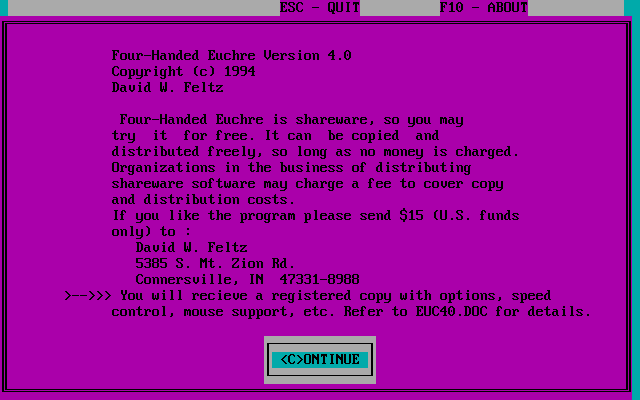 ESC - QUIT F10 - ABOUT
Four-Handed Euchre Version 4.0
Copyright (c) 1994
David W. Feltz
Four-Handed Euchre is shareware, so you may
try it for free. It can be copied and
distributed freely, so long as no money is charged.
Organizations in the business of distributing
shareware software may charge a fee to cover copy
and distribution costs.
If you like the program please send $15 (U.S. funds
only) to :
David W. Feltz
5385 S. Mt. Zion Rd.
Connersville, IN 47331-8988
>-->>> You will recieve a registered copy with options, speed
control, mouse support, etc. Refer to EUC40.DOC for details.
<C>ONTINUE